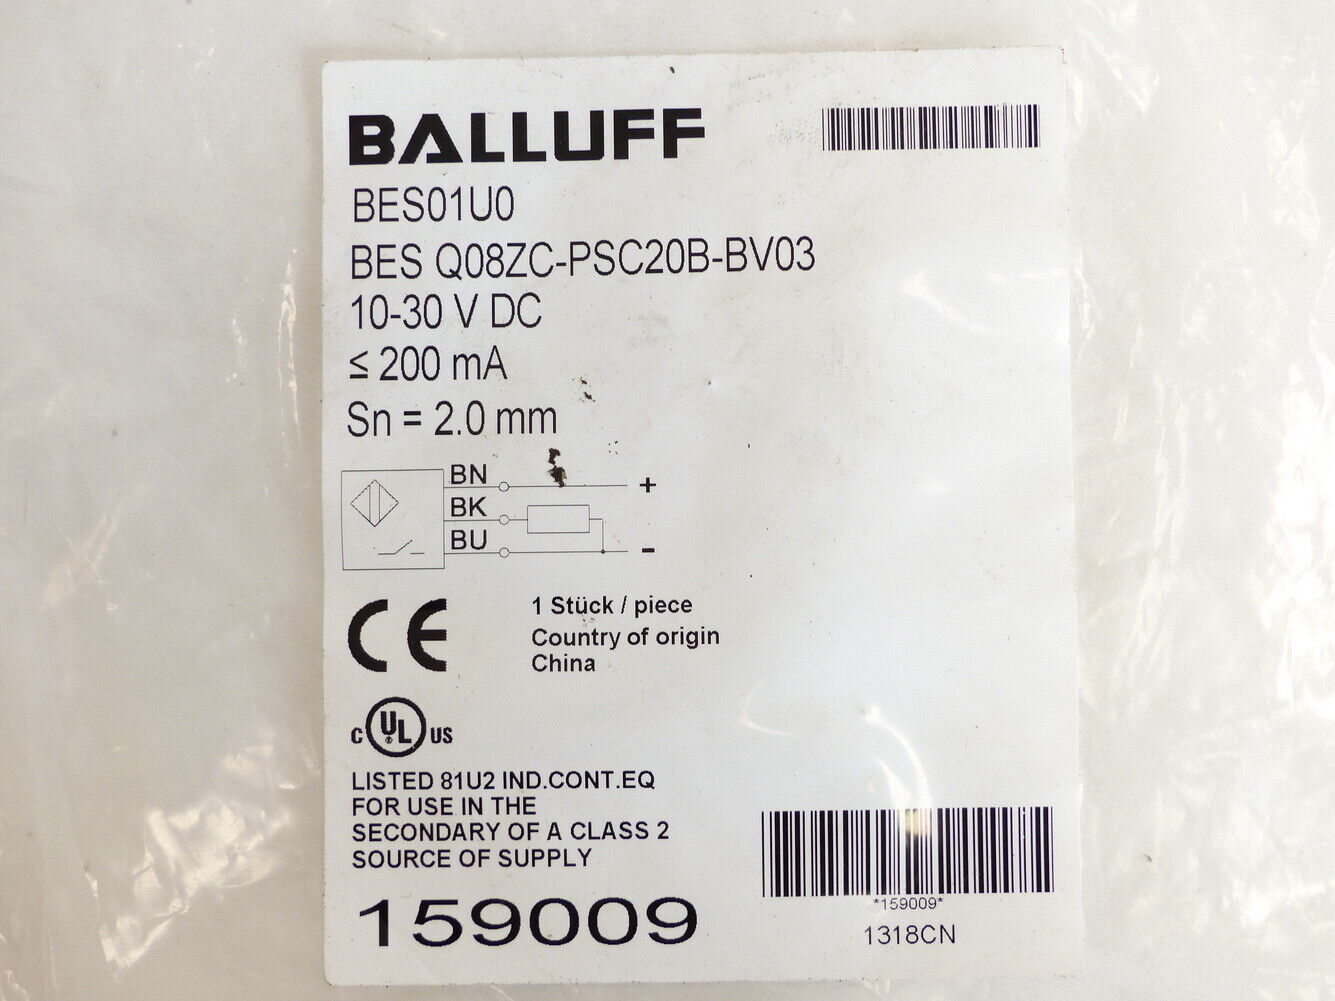 BALLUFF
BES01U0
BES Q08ZC-PSC20B-BV03
10-30 V DC
≤ 200 mA
Sn = 2.0 mm
BN +
BK
BU -
CE
1 Stück / piece
Country of origin
China
c UL ® US
LISTED 81U2 IND.CONT.EQ
FOR USE IN THE
SECONDARY OF A CLASS 2
SOURCE OF SUPPLY
159009
*159009*
1318CN